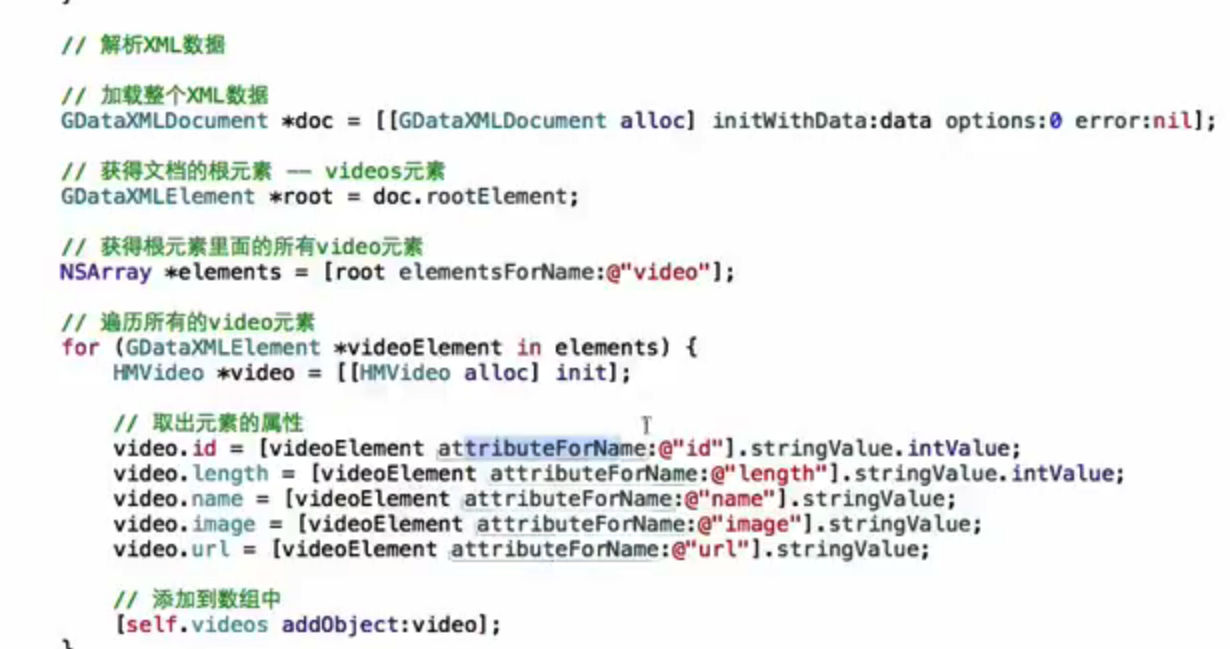 // 解析XML数据
// 加载整个XML数据
GDataXMLDocument *doc = [[GDataXMLDocument alloc] initWithData:data options:0 error:nil];
// 获得文档的根元素 —— videos元素
GDataXMLElement *root = doc.rootElement;
// 获得根元素里面的所有video元素
NSArray *elements = [root elementsForName:@"video"];
// 遍历所有的video元素
for (GDataXMLElement *videoElement in elements) {
HMVideo *video = [[HMVideo alloc] init];
// 取出元素的属性
video.id = [videoElement attributeForName:@"id"].stringValue.intValue;
video.length = [videoElement attributeForName:@"length"].stringValue.intValue;
video.name = [videoElement attributeForName:@"name"].stringValue;
video.image = [videoElement attributeForName:@"image"].stringValue;
video.url = [videoElement attributeForName:@"url"].stringValue;
// 添加到数组中
[self.videos addObject:video];